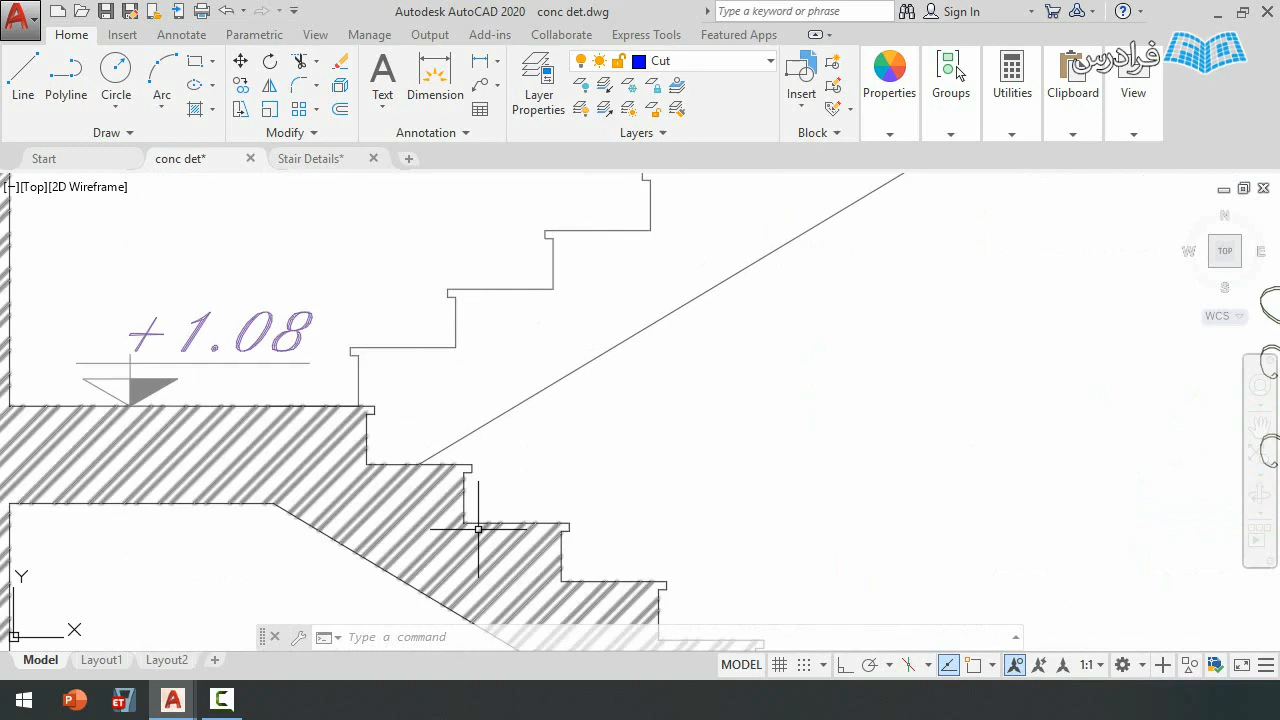 Autodesk AutoCAD 2020 conc det.dwg
Type a keyword or phrase
Sign In
Home Insert Annotate Parametric View Manage Output Add-ins Collaborate Express Tools Featured Apps
فرادرس
Line Polyline Circle Arc
Text Dimension
Layer
Properties
Cut
Insert
Properties Groups Utilities Clipboard View
Draw Modify Annotation Layers Block
Start conc det* Stair Details*
[−][Top][2D Wireframe]
N
W TOP E
S
WCS
+1.08
Y
X
Type a command
Model Layout1 Layout2
MODEL 1:1
ET